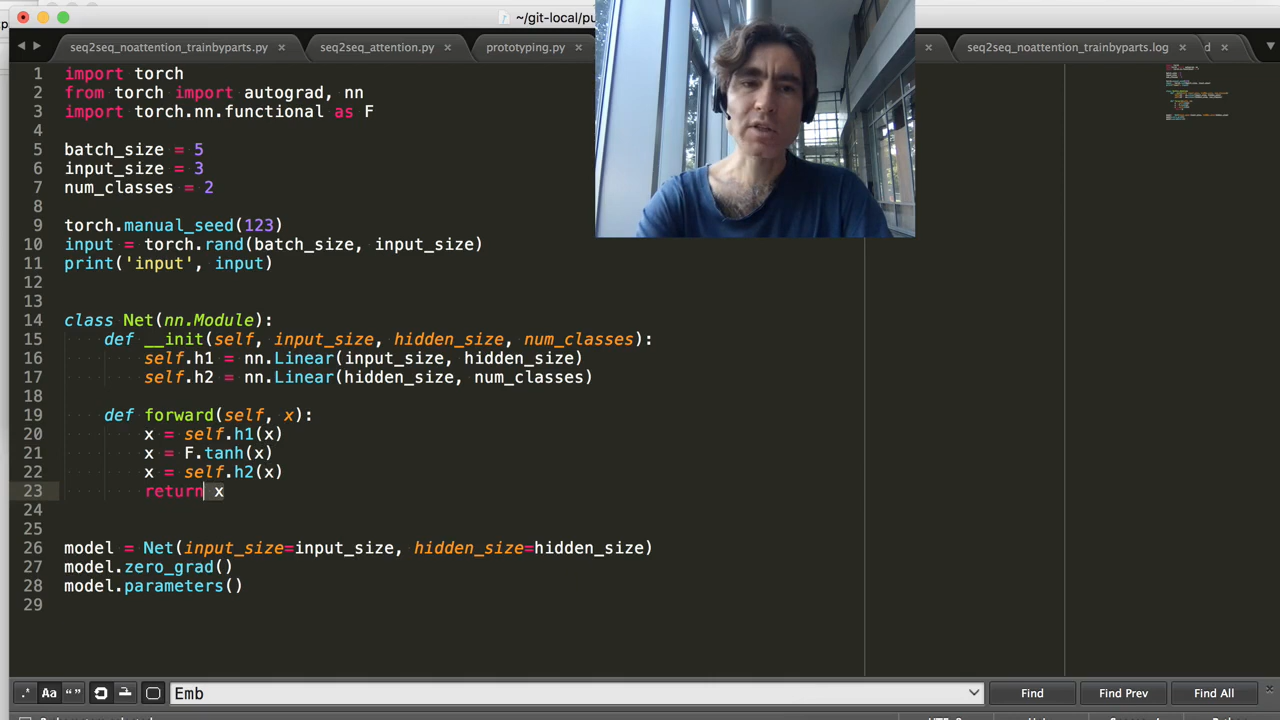 ~/git-local/pu
seq2seq_noattention_trainbyparts.py
seq2seq_attention.py
prototyping.py
seq2seq_noattention_trainbyparts.log
d
1 import torch
2 from torch import autograd, nn
3 import torch.nn.functional as F
4
5 batch_size = 5
6 input_size = 3
7 num_classes = 2
8
9 torch.manual_seed(123)
10 input = torch.rand(batch_size, input_size)
11 print('input', input)
12
13
14 class Net(nn.Module):
15 def __init(self, input_size, hidden_size, num_classes):
16 self.h1 = nn.Linear(input_size, hidden_size)
17 self.h2 = nn.Linear(hidden_size, num_classes)
18
19 def forward(self, x):
20 x = self.h1(x)
21 x = F.tanh(x)
22 x = self.h2(x)
23 return x
24
25
26 model = Net(input_size=input_size, hidden_size=hidden_size)
27 model.zero_grad()
28 model.parameters()
29
.* Aa “” Emb Find Find Prev Find All